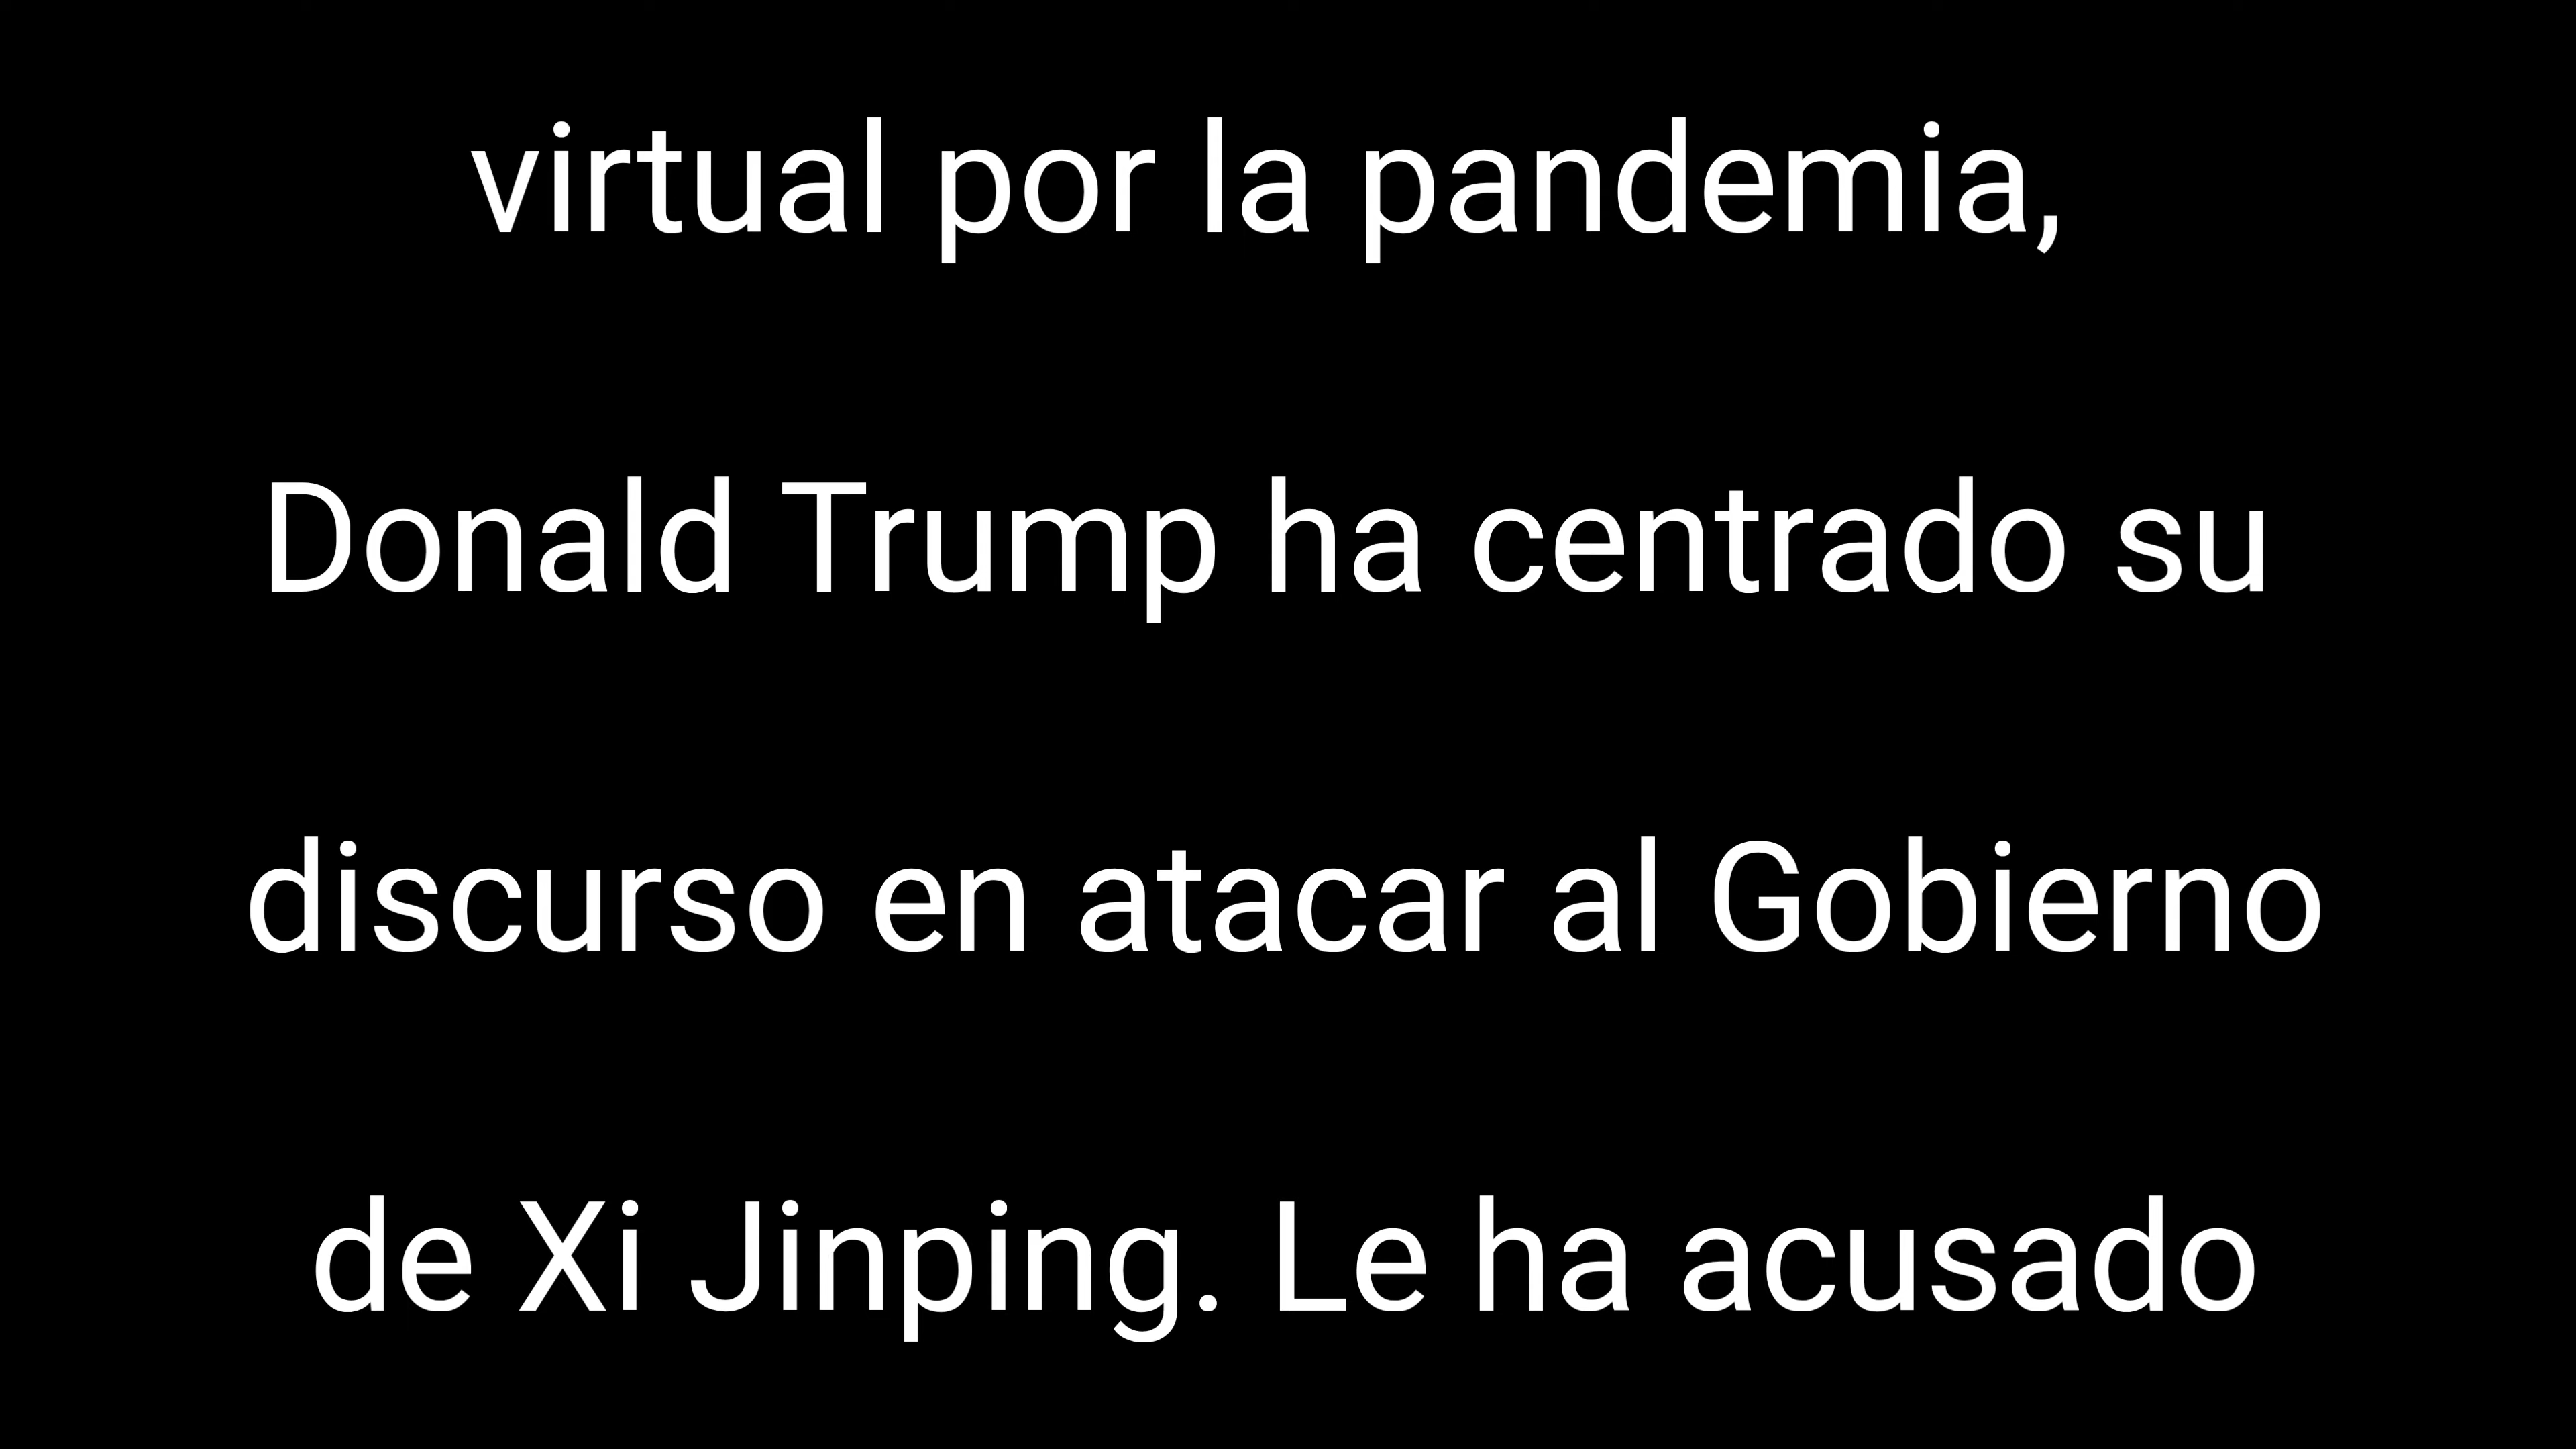 virtual por la pandemia,
Donald Trump ha centrado su
discurso en atacar al Gobierno
de Xi Jinping. Le ha acusado